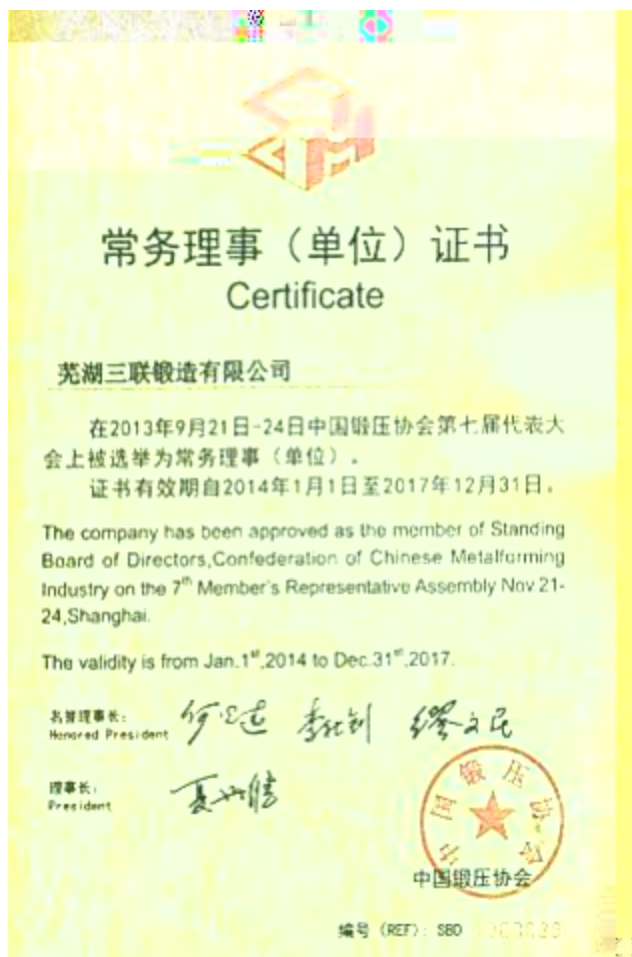 常务理事（单位）证书
Certificate
芜湖三联锻造有限公司
在2013年9月21日-24日中国锻压协会第七届代表大
会上被选举为常务理事（单位）。
证书有效期自2014年1月1日至2017年12月31日。
The company has been approved as the member of Standing
Board of Directors,Confederation of Chinese Metalforming
Industry on the 7th Member's Representative Assembly Nov 21-
24,Shanghai.
The validity is from Jan.1st,2014 to Dec.31st,2017.
名誉理事长：
Honored President
理事长：
President
中国锻压协会
中国锻压协会
编号（REF）：SBD